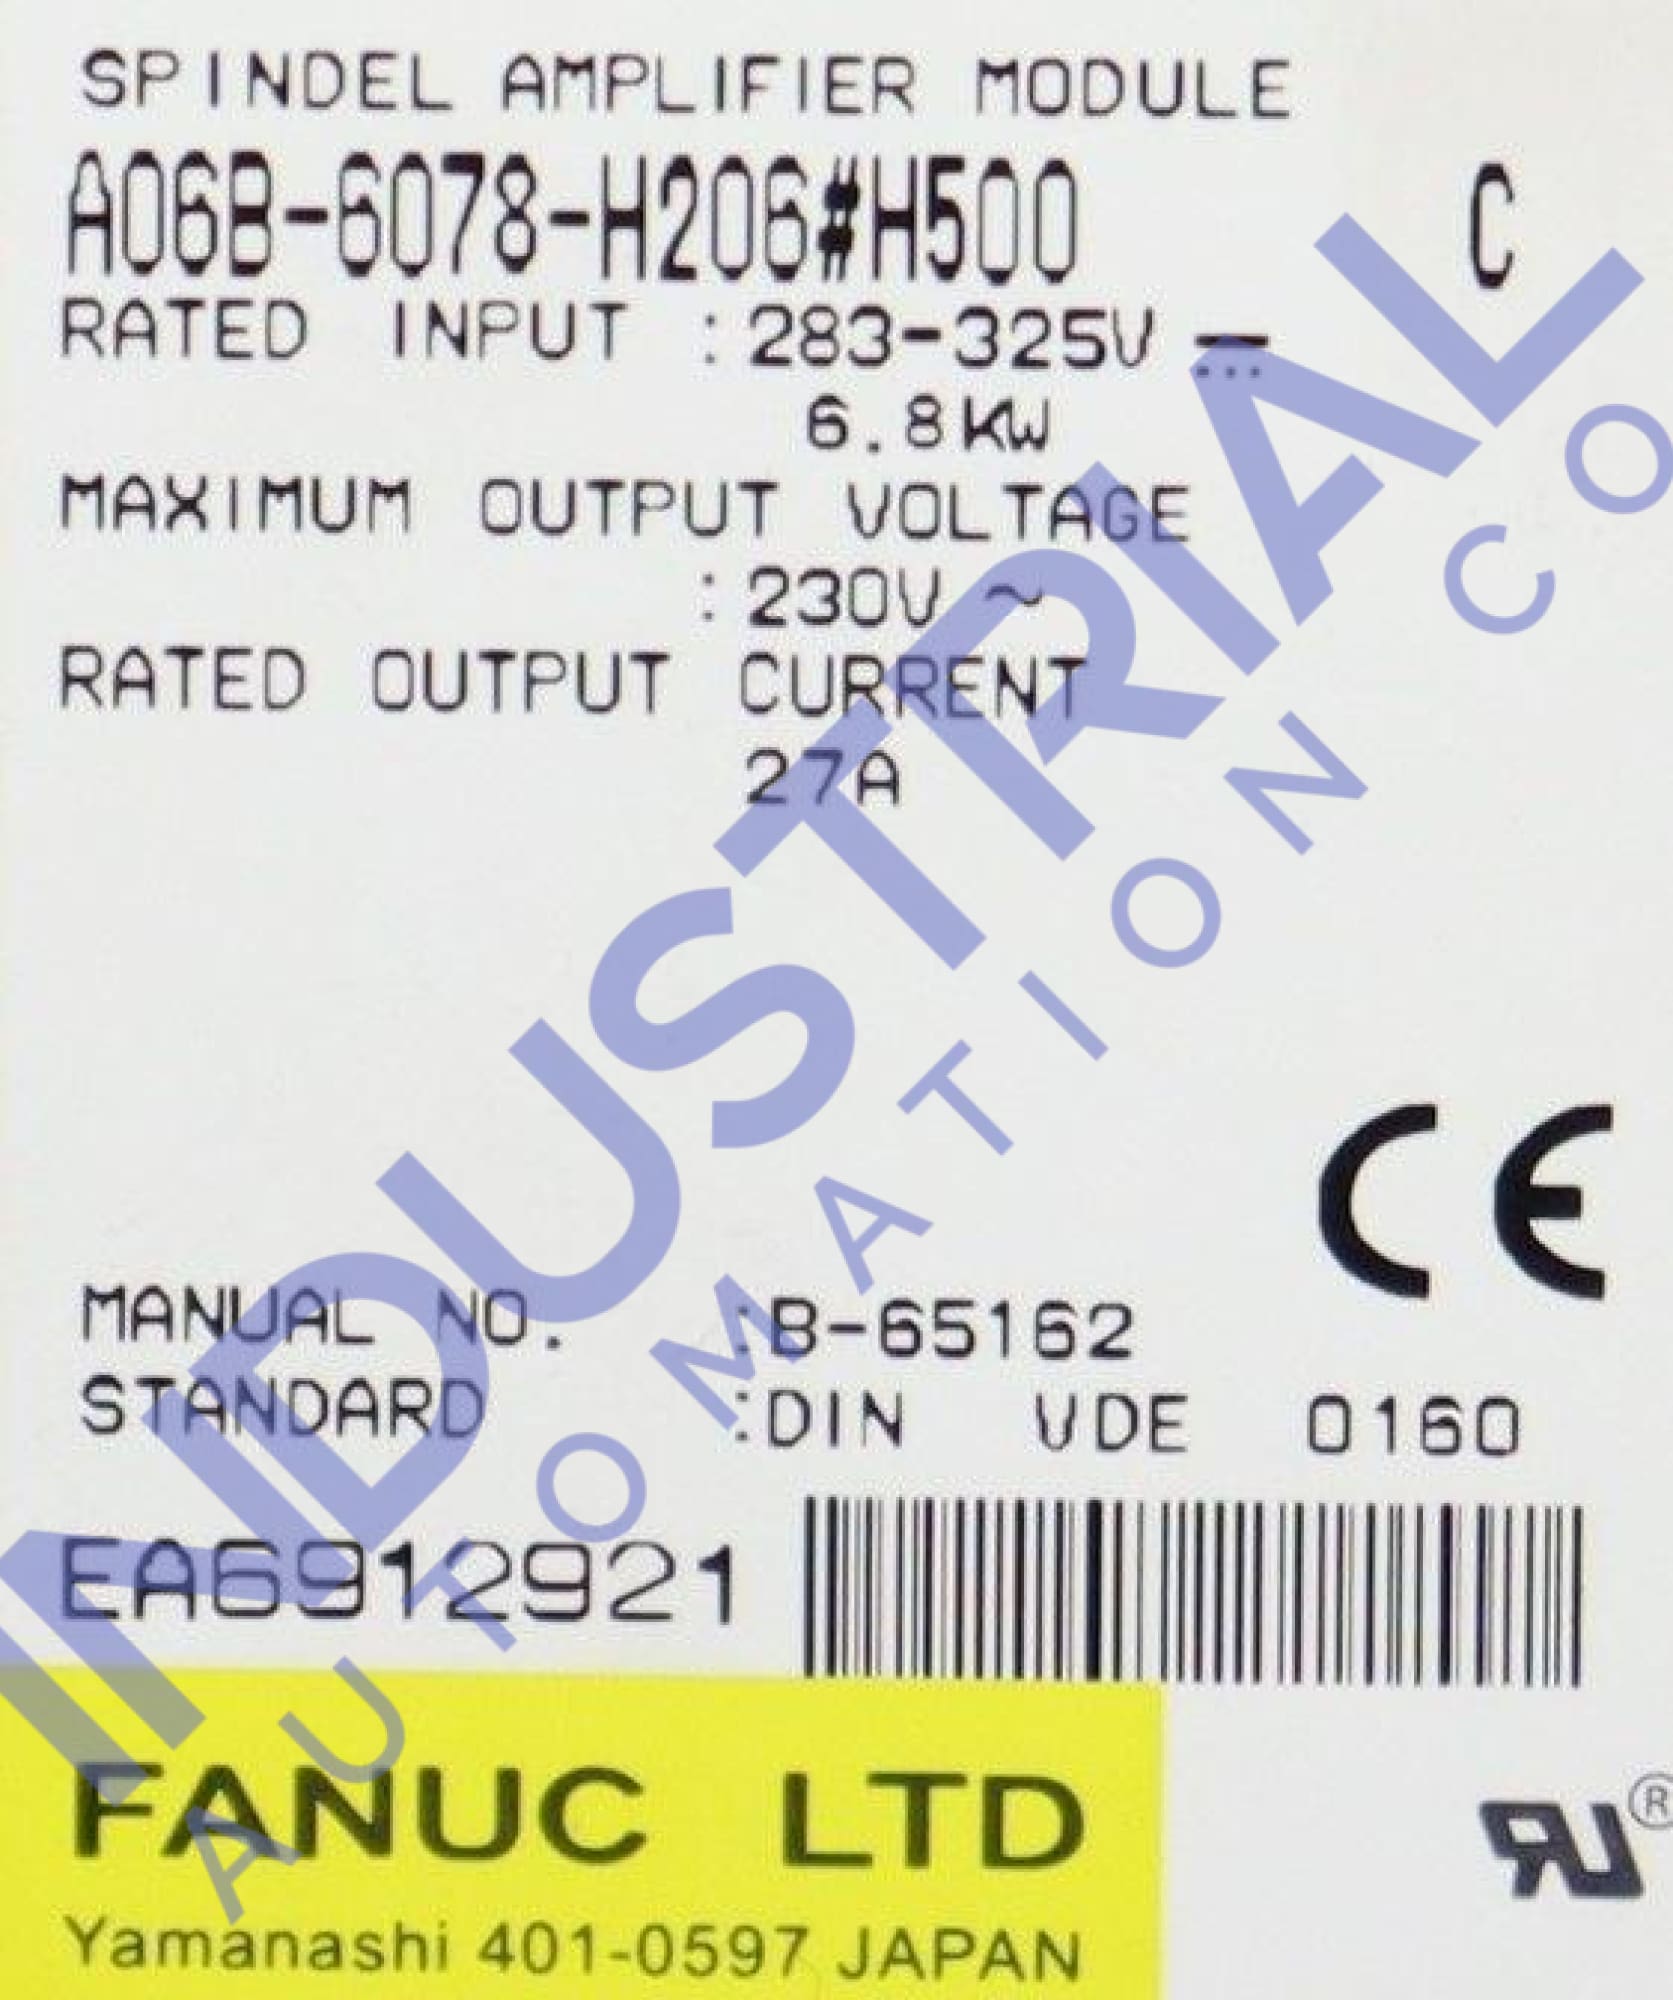 SPINDEL AMPLIFIER MODULE
A06B-6078-H206#H500 C
RATED INPUT :283-325V ⎓
6.8KW
MAXIMUM OUTPUT VOLTAGE
:230V ~
RATED OUTPUT CURRENT
27A
MANUAL NO. :B-65162
STANDARD :DIN VDE 0160
CE
EA6912921
FANUC LTD
Yamanashi 401-0597 JAPAN
RU®
INDUSTRIAL
AUTOMATION CO